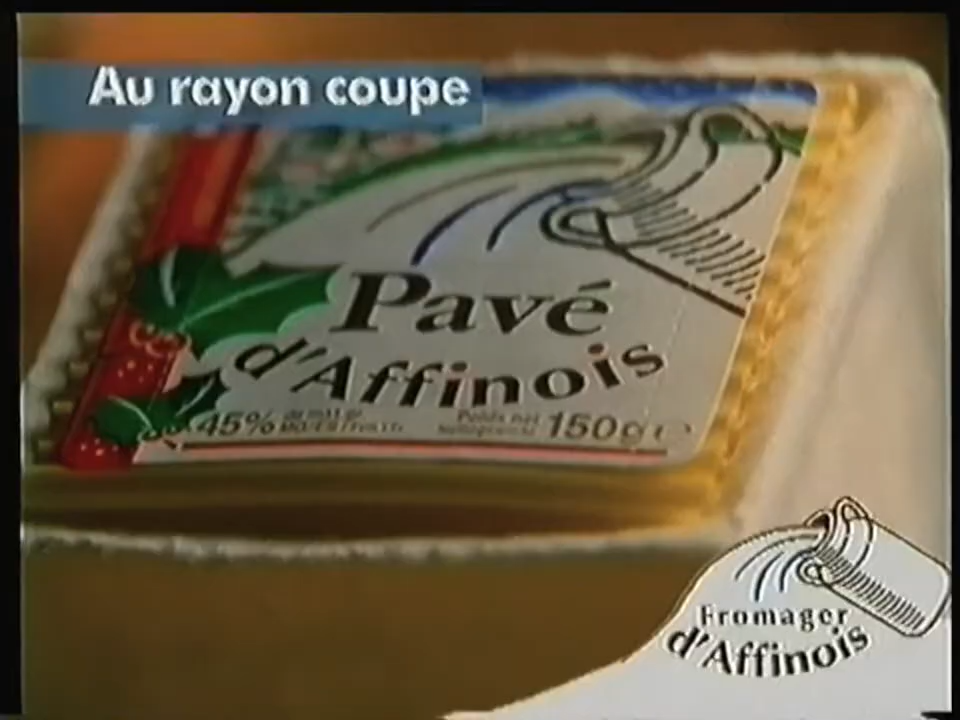 Au rayon coupe
Pavé
d'Affinois
45% 150g
Fromager
d'Affinois